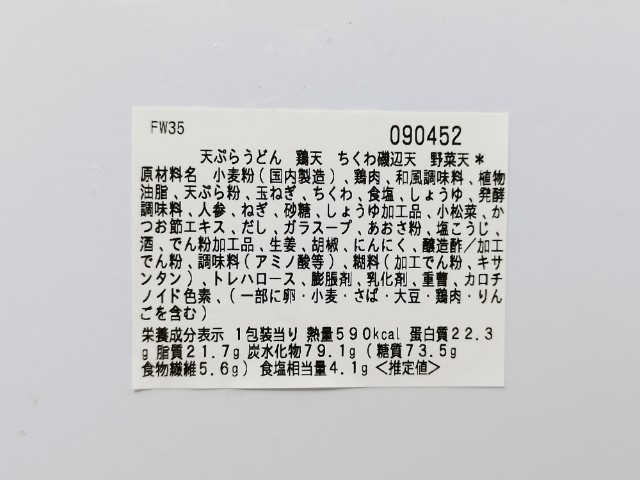 FW35
090452
天ぷらうどん 鶏天 ちくわ磯辺天 野菜天*
原材料名 小麦粉(国内製造)、鶏肉、和風調味料、植物
油脂、天ぷら粉、玉ねぎ、ちくわ、食塩、しょうゆ、発酵
調味料、人参、ねぎ、砂糖、しょうゆ加工品、小松菜、か
つお節エキス、だし、ガラスープ、あおさ粉、塩こうじ、
酒、でん粉加工品、生姜、胡椒、にんにく、醸造酢/加工
でん粉、調味料(アミノ酸等)、糊料(加工でん粉、キサ
ンタン)、トレハロース、膨脹剤、乳化剤、重曹、カロチ
ノイド色素、(一部に卵・小麦・さば・大豆・鶏肉・りん
ごを含む)
栄養成分表示 1包装当り 熱量590kcal 蛋白質22.3
g 脂質21.7g 炭水化物79.1g(糖質73.5g
食物繊維5.6g) 食塩相当量4.1g<推定値>